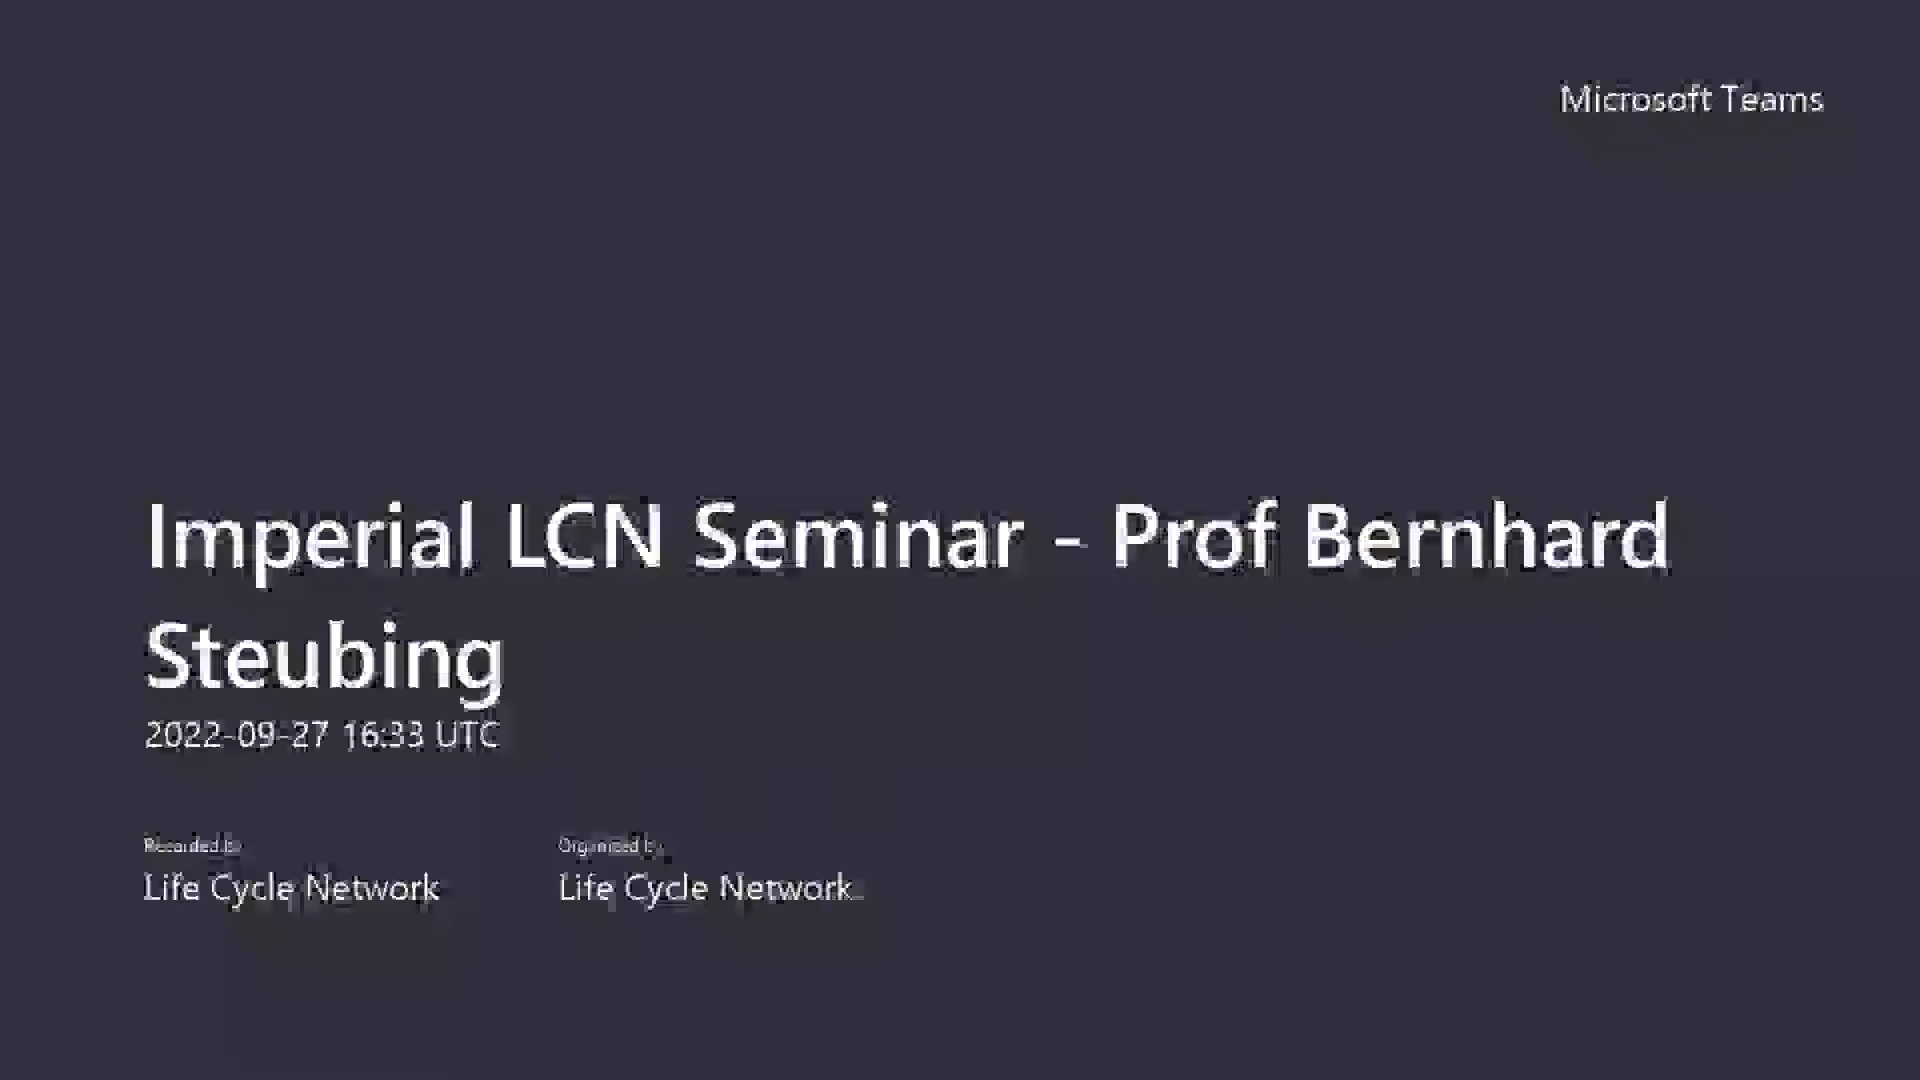 Microsoft Teams
Imperial LCN Seminar - Prof Bernhard
Steubing
2022-09-27 16:33 UTC
Recorded by
Organized by
Life Cycle Network
Life Cycle Network